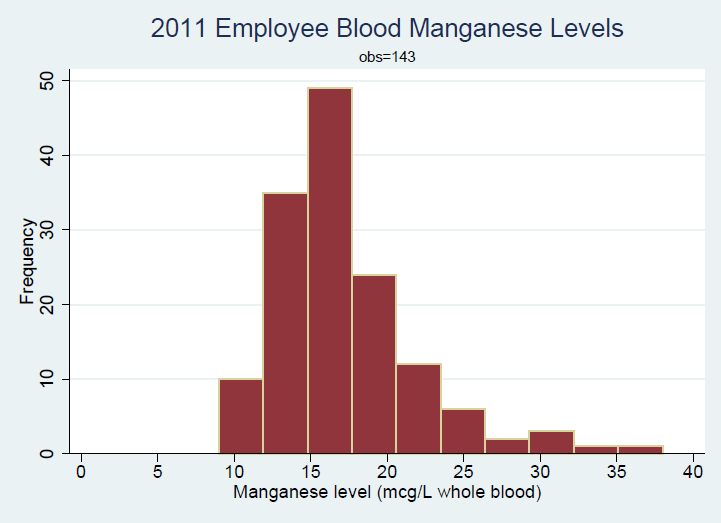 2011 Employee Blood Manganese Levels
obs=143
Frequency
50
40
30
20
10
0
0 5 10 15 20 25 30 35 40
Manganese level (mcg/L whole blood)